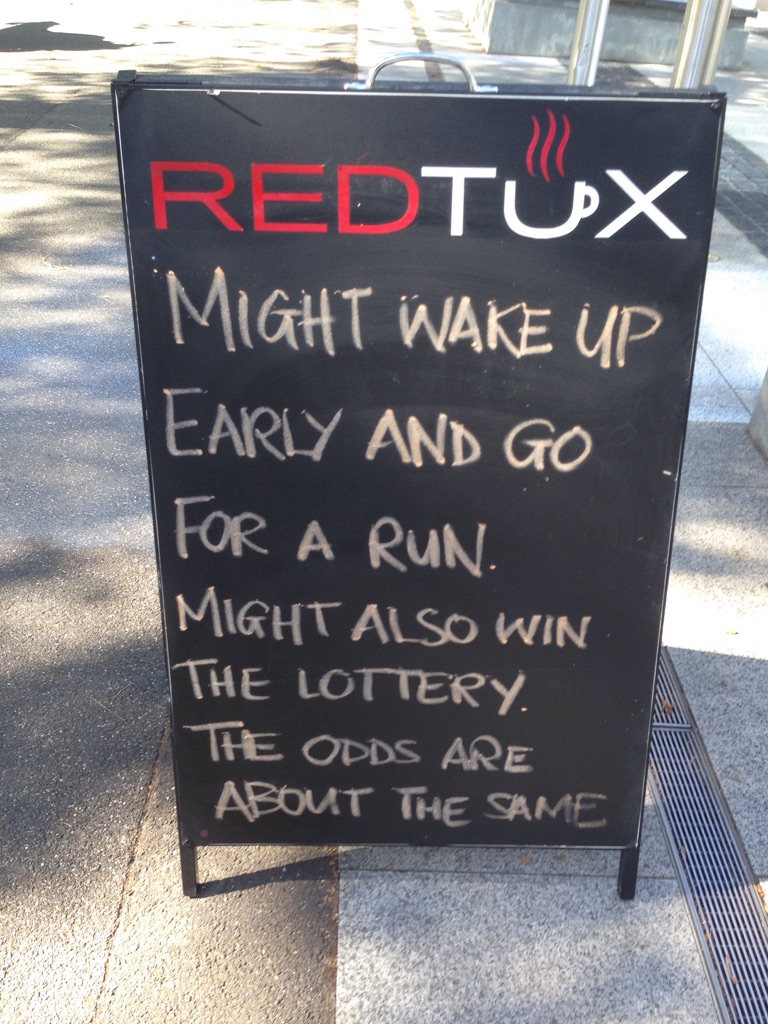 REDTUX
MIGHT WAKE UP
EARLY AND GO
FOR A RUN.
MIGHT ALSO WIN
THE LOTTERY.
THE ODDS ARE
ABOUT THE SAME